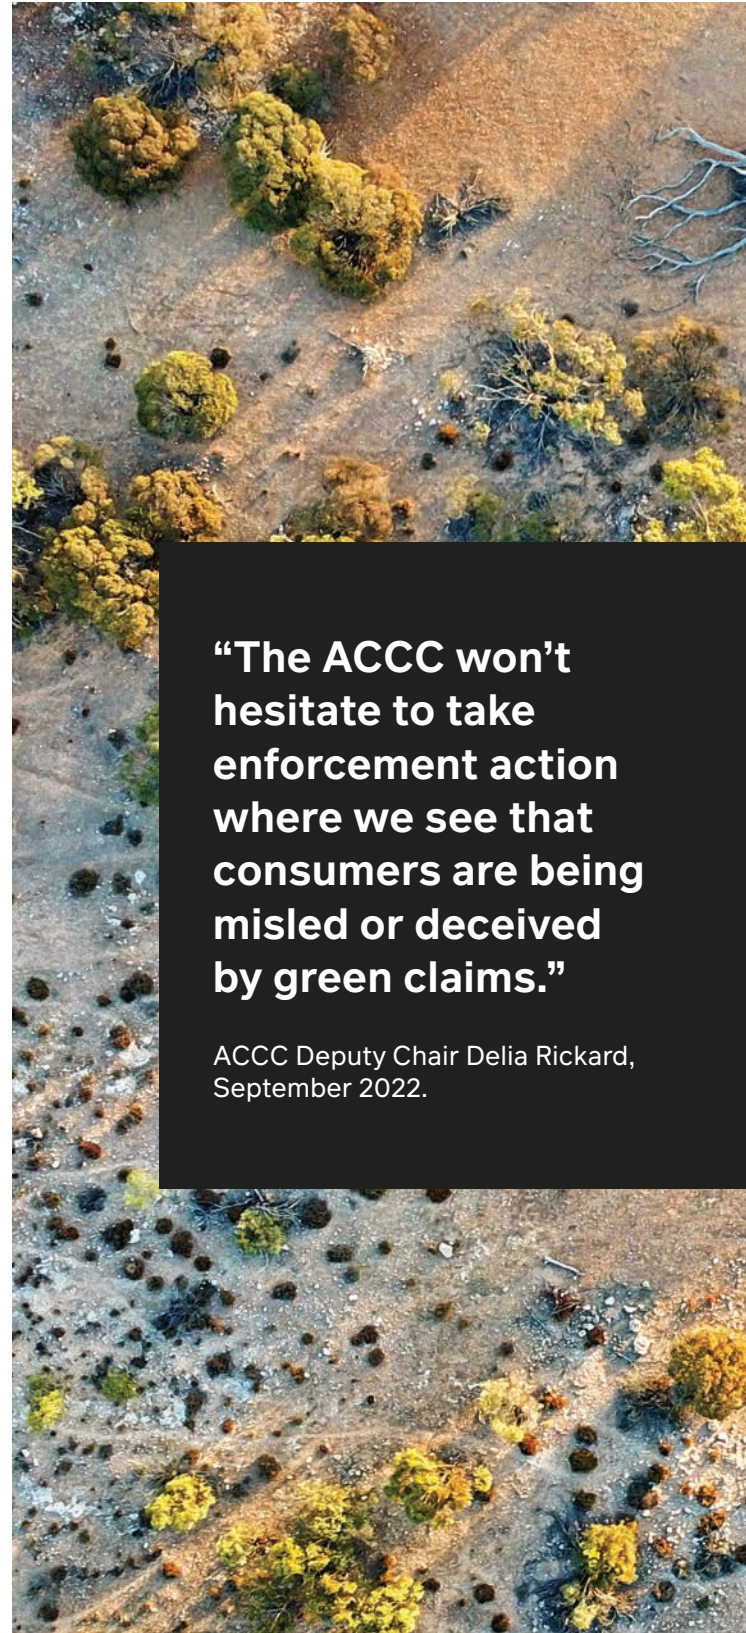 “The ACCC won’t
hesitate to take
enforcement action
where we see that
consumers are being
misled or deceived
by green claims.”
ACCC Deputy Chair Delia Rickard,
September 2022.